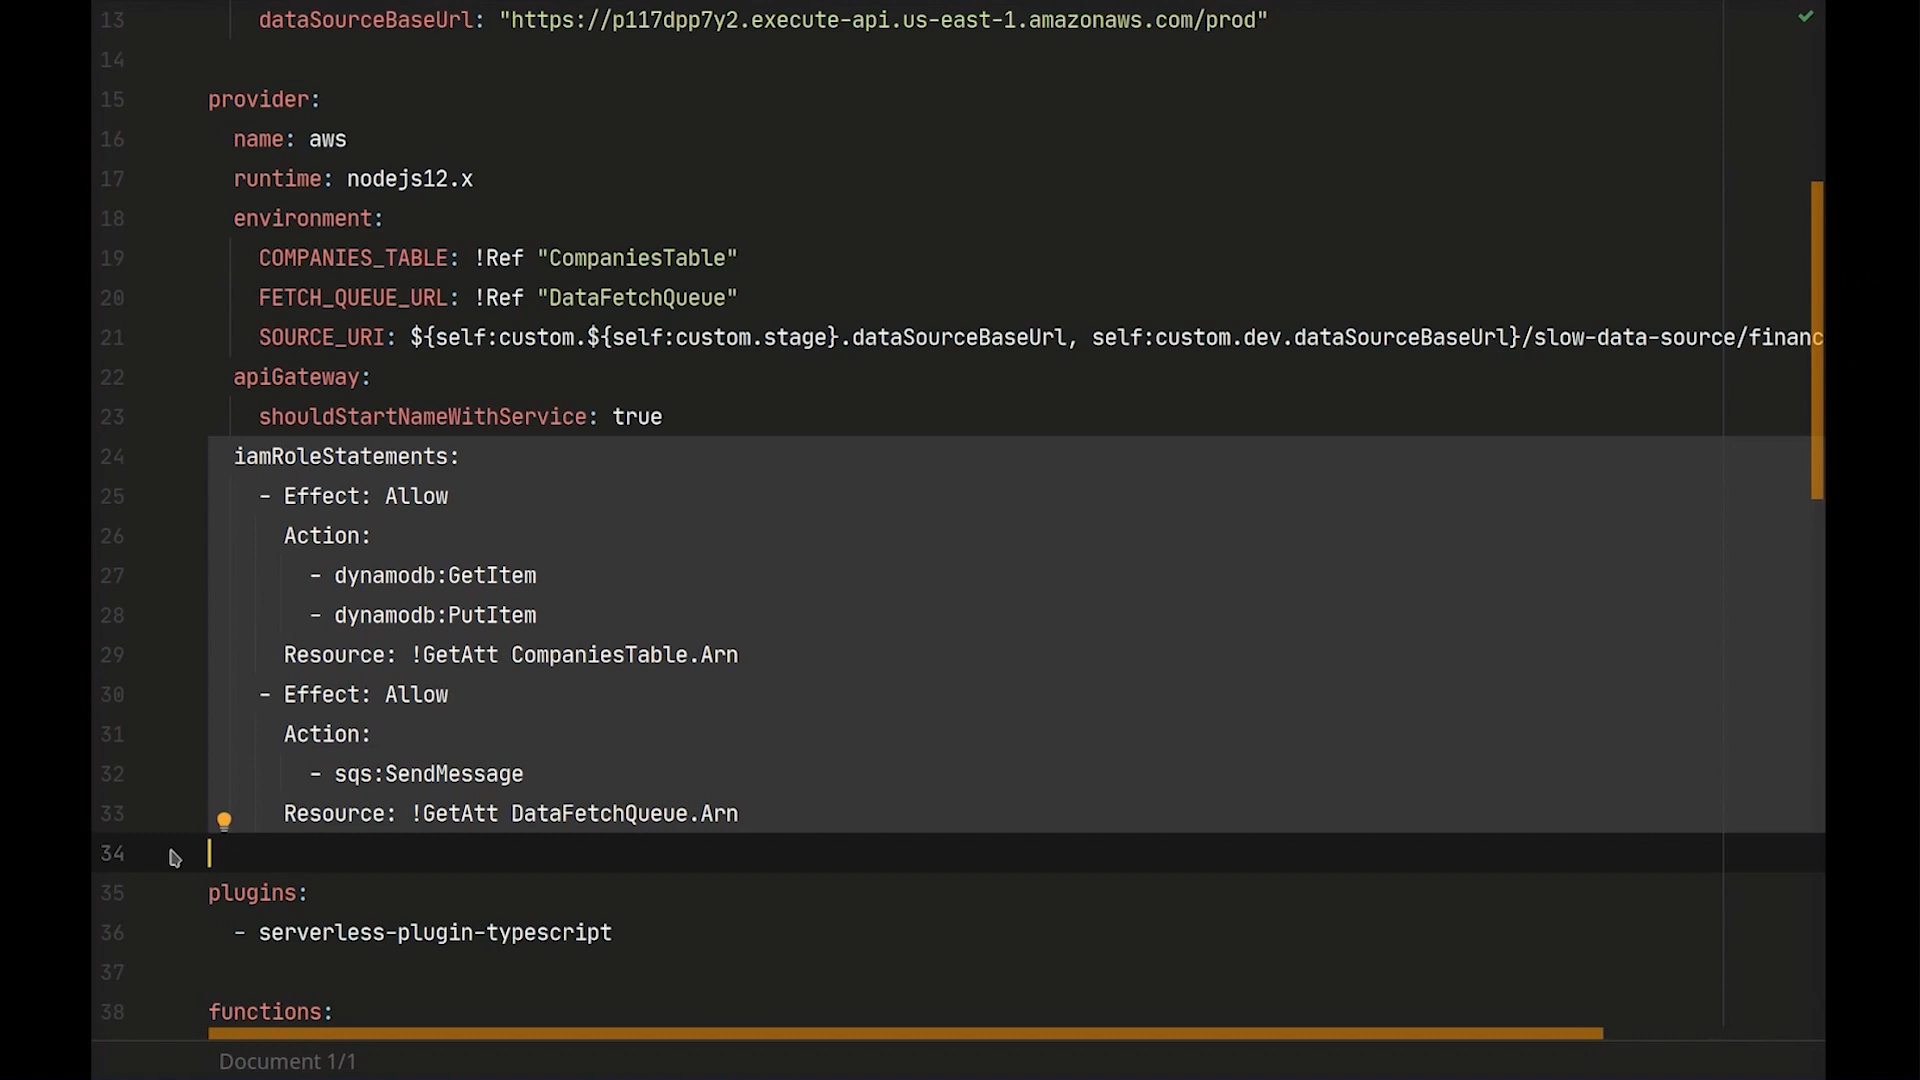 13 dataSourceBaseUrl: "https://p117dpp7y2.execute-api.us-east-1.amazonaws.com/prod"
14
15 provider:
16 name: aws
17 runtime: nodejs12.x
18 environment:
19 COMPANIES_TABLE: !Ref "CompaniesTable"
20 FETCH_QUEUE_URL: !Ref "DataFetchQueue"
21 SOURCE_URI: ${self:custom.${self:custom.stage}.dataSourceBaseUrl, self:custom.dev.dataSourceBaseUrl}/slow-data-source/financ
22 apiGateway:
23 shouldStartNameWithService: true
24 iamRoleStatements:
25 - Effect: Allow
26 Action:
27 - dynamodb:GetItem
28 - dynamodb:PutItem
29 Resource: !GetAtt CompaniesTable.Arn
30 - Effect: Allow
31 Action:
32 - sqs:SendMessage
33 Resource: !GetAtt DataFetchQueue.Arn
34
35 plugins:
36 - serverless-plugin-typescript
37
38 functions:
Document 1/1